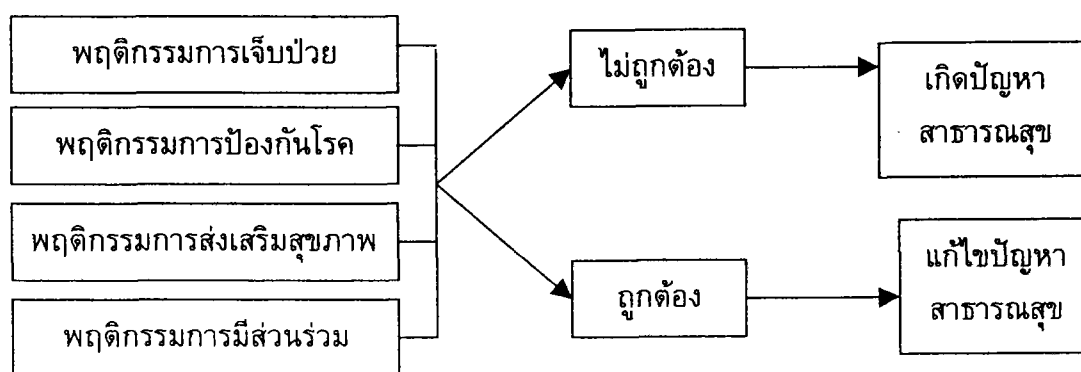 พฤติกรรมการเจ็บป่วย
พฤติกรรมการป้องกันโรค
พฤติกรรมการส่งเสริมสุขภาพ
พฤติกรรมการมีส่วนร่วม
ไม่ถูกต้อง
ถูกต้อง
เกิดปัญหา
สาธารณสุข
แก้ไขปัญหา
สาธารณสุข